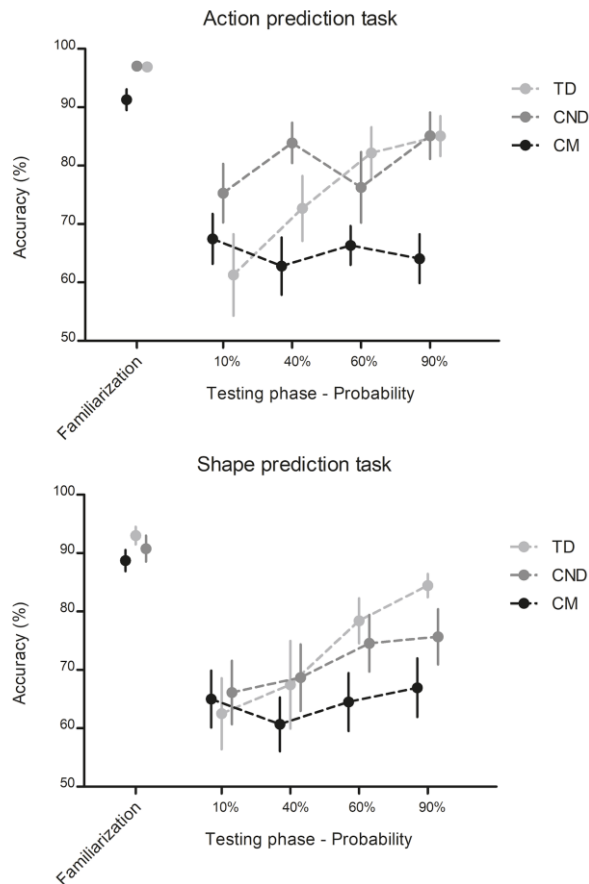 Action prediction task
100
90
80
70
60
50
Accuracy (%)
TD
CND
CM
Familiarization
10%
40%
60%
90%
Testing phase - Probability
Shape prediction task
100
90
80
70
60
50
Accuracy (%)
TD
CND
CM
Familiarization
10%
40%
60%
90%
Testing phase - Probability